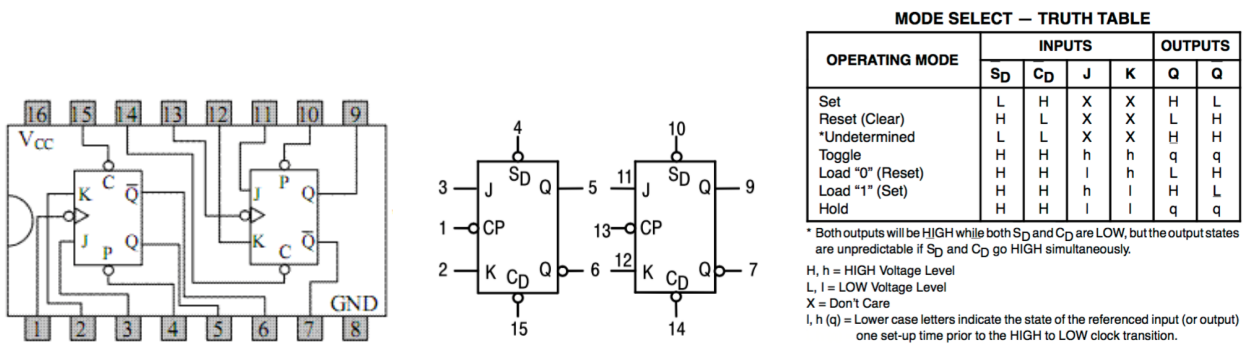 16 15 14 13 12 11 10 9
VCC
C P
K Q̅ J Q
J Q K Q̅
P C
GND
1 2 3 4 5 6 7 8
4 10
SD SD
3 J Q 5 11 J Q 9
1 CP 13 CP
2 K CD Q 6 12 K CD Q 7
15 14
MODE SELECT — TRUTH TABLE
OPERATING MODE INPUTS OUTPUTS
S̅D C̅D J K Q Q̅
Set L H X X H L
Reset (Clear) H L X X L H
*Undetermined L L X X H H
Toggle H H h h q q
Load “0” (Reset) H H l h L H
Load “1” (Set) H H h l H L
Hold H H l l q q
* Both outputs will be HIGH while both SD and CD are LOW, but the output states
are unpredictable if SD and CD go HIGH simultaneously.
H, h = HIGH Voltage Level
L, l = LOW Voltage Level
X = Don't Care
l, h (q) = Lower case letters indicate the state of the referenced input (or output)
one set-up time prior to the HIGH to LOW clock transition.